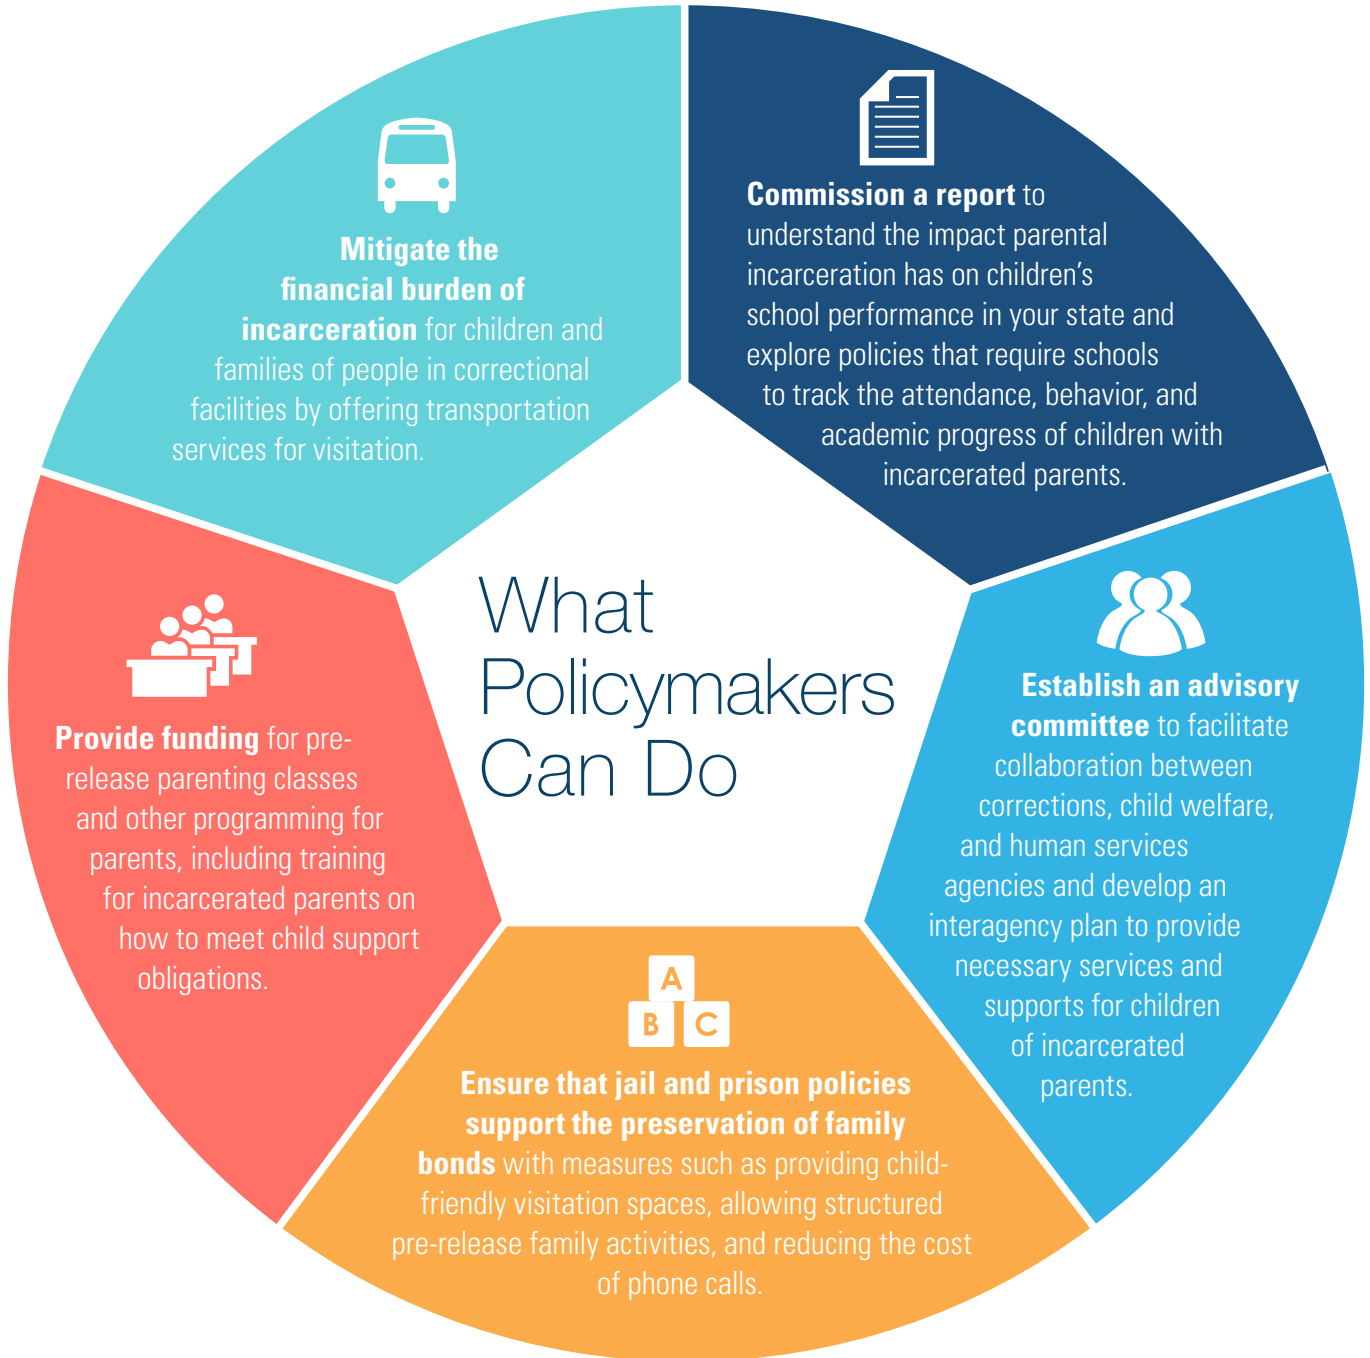 What
Policymakers
Can Do
Commission a report to
understand the impact parental
incarceration has on children's
school performance in your state and
explore policies that require schools
to track the attendance, behavior, and
academic progress of children with
incarcerated parents.
Establish an advisory
committee to facilitate
collaboration between
corrections, child welfare,
and human services
agencies and develop an
interagency plan to provide
necessary services and
supports for children
of incarcerated
parents.
A
B C
Ensure that jail and prison policies
support the preservation of family
bonds with measures such as providing child-
friendly visitation spaces, allowing structured
pre-release family activities, and reducing the cost
of phone calls.
Provide funding for pre-
release parenting classes
and other programming for
parents, including training
for incarcerated parents on
how to meet child support
obligations.
Mitigate the
financial burden of
incarceration for children and
families of people in correctional
facilities by offering transportation
services for visitation.